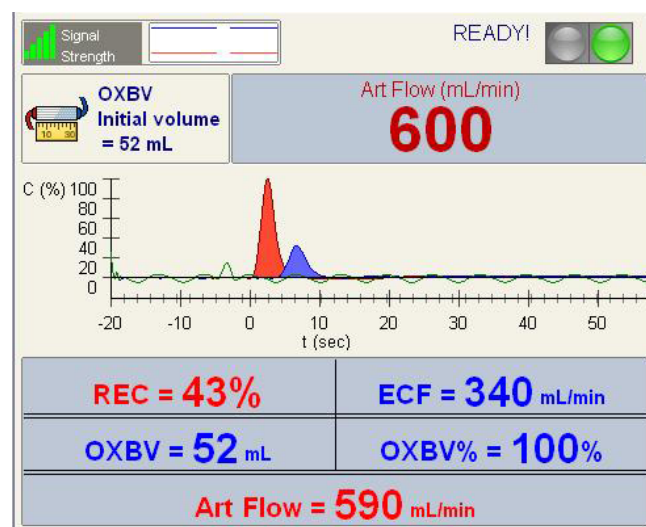 Signal
Strength
READY!
OXBV
Initial volume
= 52 mL
10 30
Art Flow (mL/min)
600
C (%) 100
80
60
40
20
0
-20 -10 0 10 20 30 40 50
t (sec)
REC = 43% ECF = 340 mL/min
OXBV = 52 mL OXBV% = 100%
Art Flow = 590 mL/min